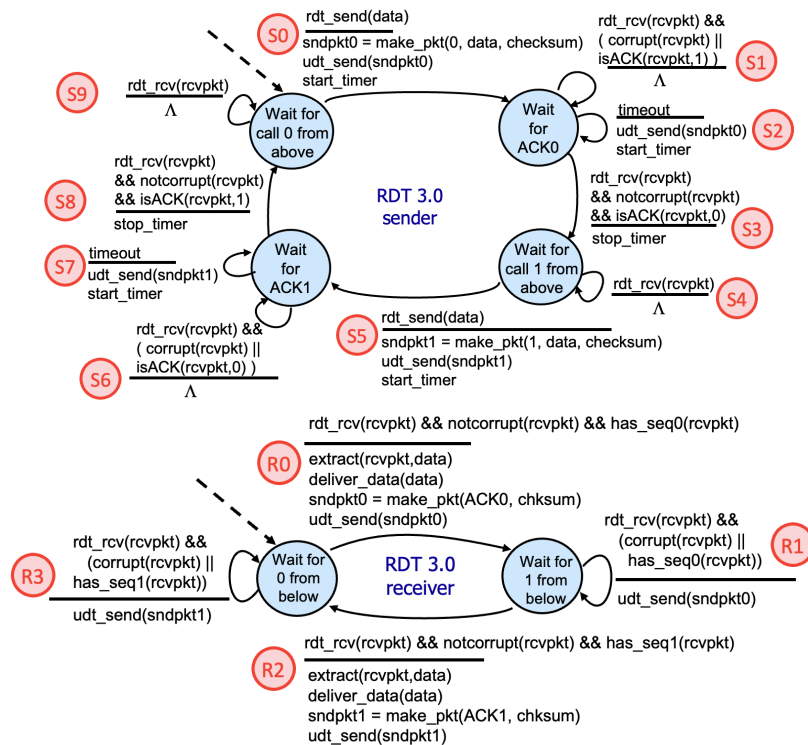 S0
rdt_send(data)
sndpkt0 = make_pkt(0, data, checksum)
udt_send(sndpkt0)
start_timer
rdt_rcv(rcvpkt) &&
( corrupt(rcvpkt) ||
isACK(rcvpkt,1) )
Λ
S1
S9
rdt_rcv(rcvpkt)
Λ
Wait for
call 0 from
above
Wait
for
ACK0
timeout
udt_send(sndpkt0)
start_timer
S2
S8
rdt_rcv(rcvpkt)
&& notcorrupt(rcvpkt)
&& isACK(rcvpkt,1)
stop_timer
RDT 3.0
sender
rdt_rcv(rcvpkt)
&& notcorrupt(rcvpkt)
&& isACK(rcvpkt,0)
stop_timer
S3
S7
timeout
udt_send(sndpkt1)
start_timer
Wait
for
ACK1
Wait for
call 1 from
above
rdt_rcv(rcvpkt)
Λ
S4
S6
rdt_rcv(rcvpkt) &&
( corrupt(rcvpkt) ||
isACK(rcvpkt,0) )
Λ
S5
rdt_send(data)
sndpkt1 = make_pkt(1, data, checksum)
udt_send(sndpkt1)
start_timer
R0
rdt_rcv(rcvpkt) && notcorrupt(rcvpkt) && has_seq0(rcvpkt)
extract(rcvpkt,data)
deliver_data(data)
sndpkt0 = make_pkt(ACK0, chksum)
udt_send(sndpkt0)
R3
rdt_rcv(rcvpkt) &&
(corrupt(rcvpkt) ||
has_seq1(rcvpkt))
udt_send(sndpkt1)
Wait for
0 from
below
RDT 3.0
receiver
Wait for
1 from
below
rdt_rcv(rcvpkt) &&
(corrupt(rcvpkt) ||
has_seq0(rcvpkt))
udt_send(sndpkt0)
R1
R2
rdt_rcv(rcvpkt) && notcorrupt(rcvpkt) && has_seq1(rcvpkt)
extract(rcvpkt,data)
deliver_data(data)
sndpkt1 = make_pkt(ACK1, chksum)
udt_send(sndpkt1)